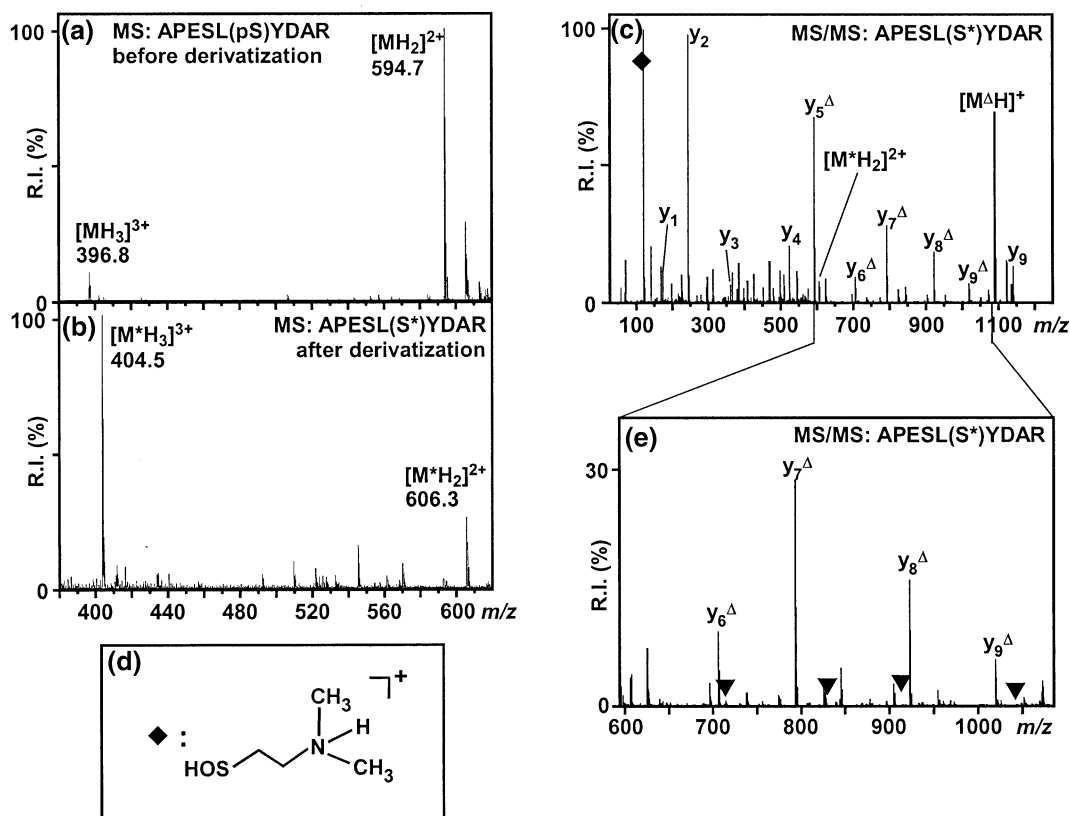 (a) MS: APESL(pS)YDAR
before derivatization
[MH₂]²⁺
594.7
[MH₃]³⁺
396.8
100
R.I. (%)
0
(b) MS: APESL(S*)YDAR
after derivatization
[M*H₃]³⁺
404.5
[M*H₂]²⁺
606.3
100
R.I. (%)
0
400 440 480 520 560 600 m/z
(c) MS/MS: APESL(S*)YDAR
100
R.I. (%)
0
◆
y₂
y₅Δ
[MΔH]⁺
[M*H₂]²⁺
y₁
y₃
y₄
y₆Δ
y₇Δ
y₈Δ
y₉Δ
y₉
100 300 500 700 900 1100 m/z
(d)
◆ :
HOS
CH₃
N
H
CH₃
+
(e) MS/MS: APESL(S*)YDAR
30
R.I. (%)
0
y₆Δ
y₇Δ
y₈Δ
y₉Δ
600 700 800 900 1000 m/z